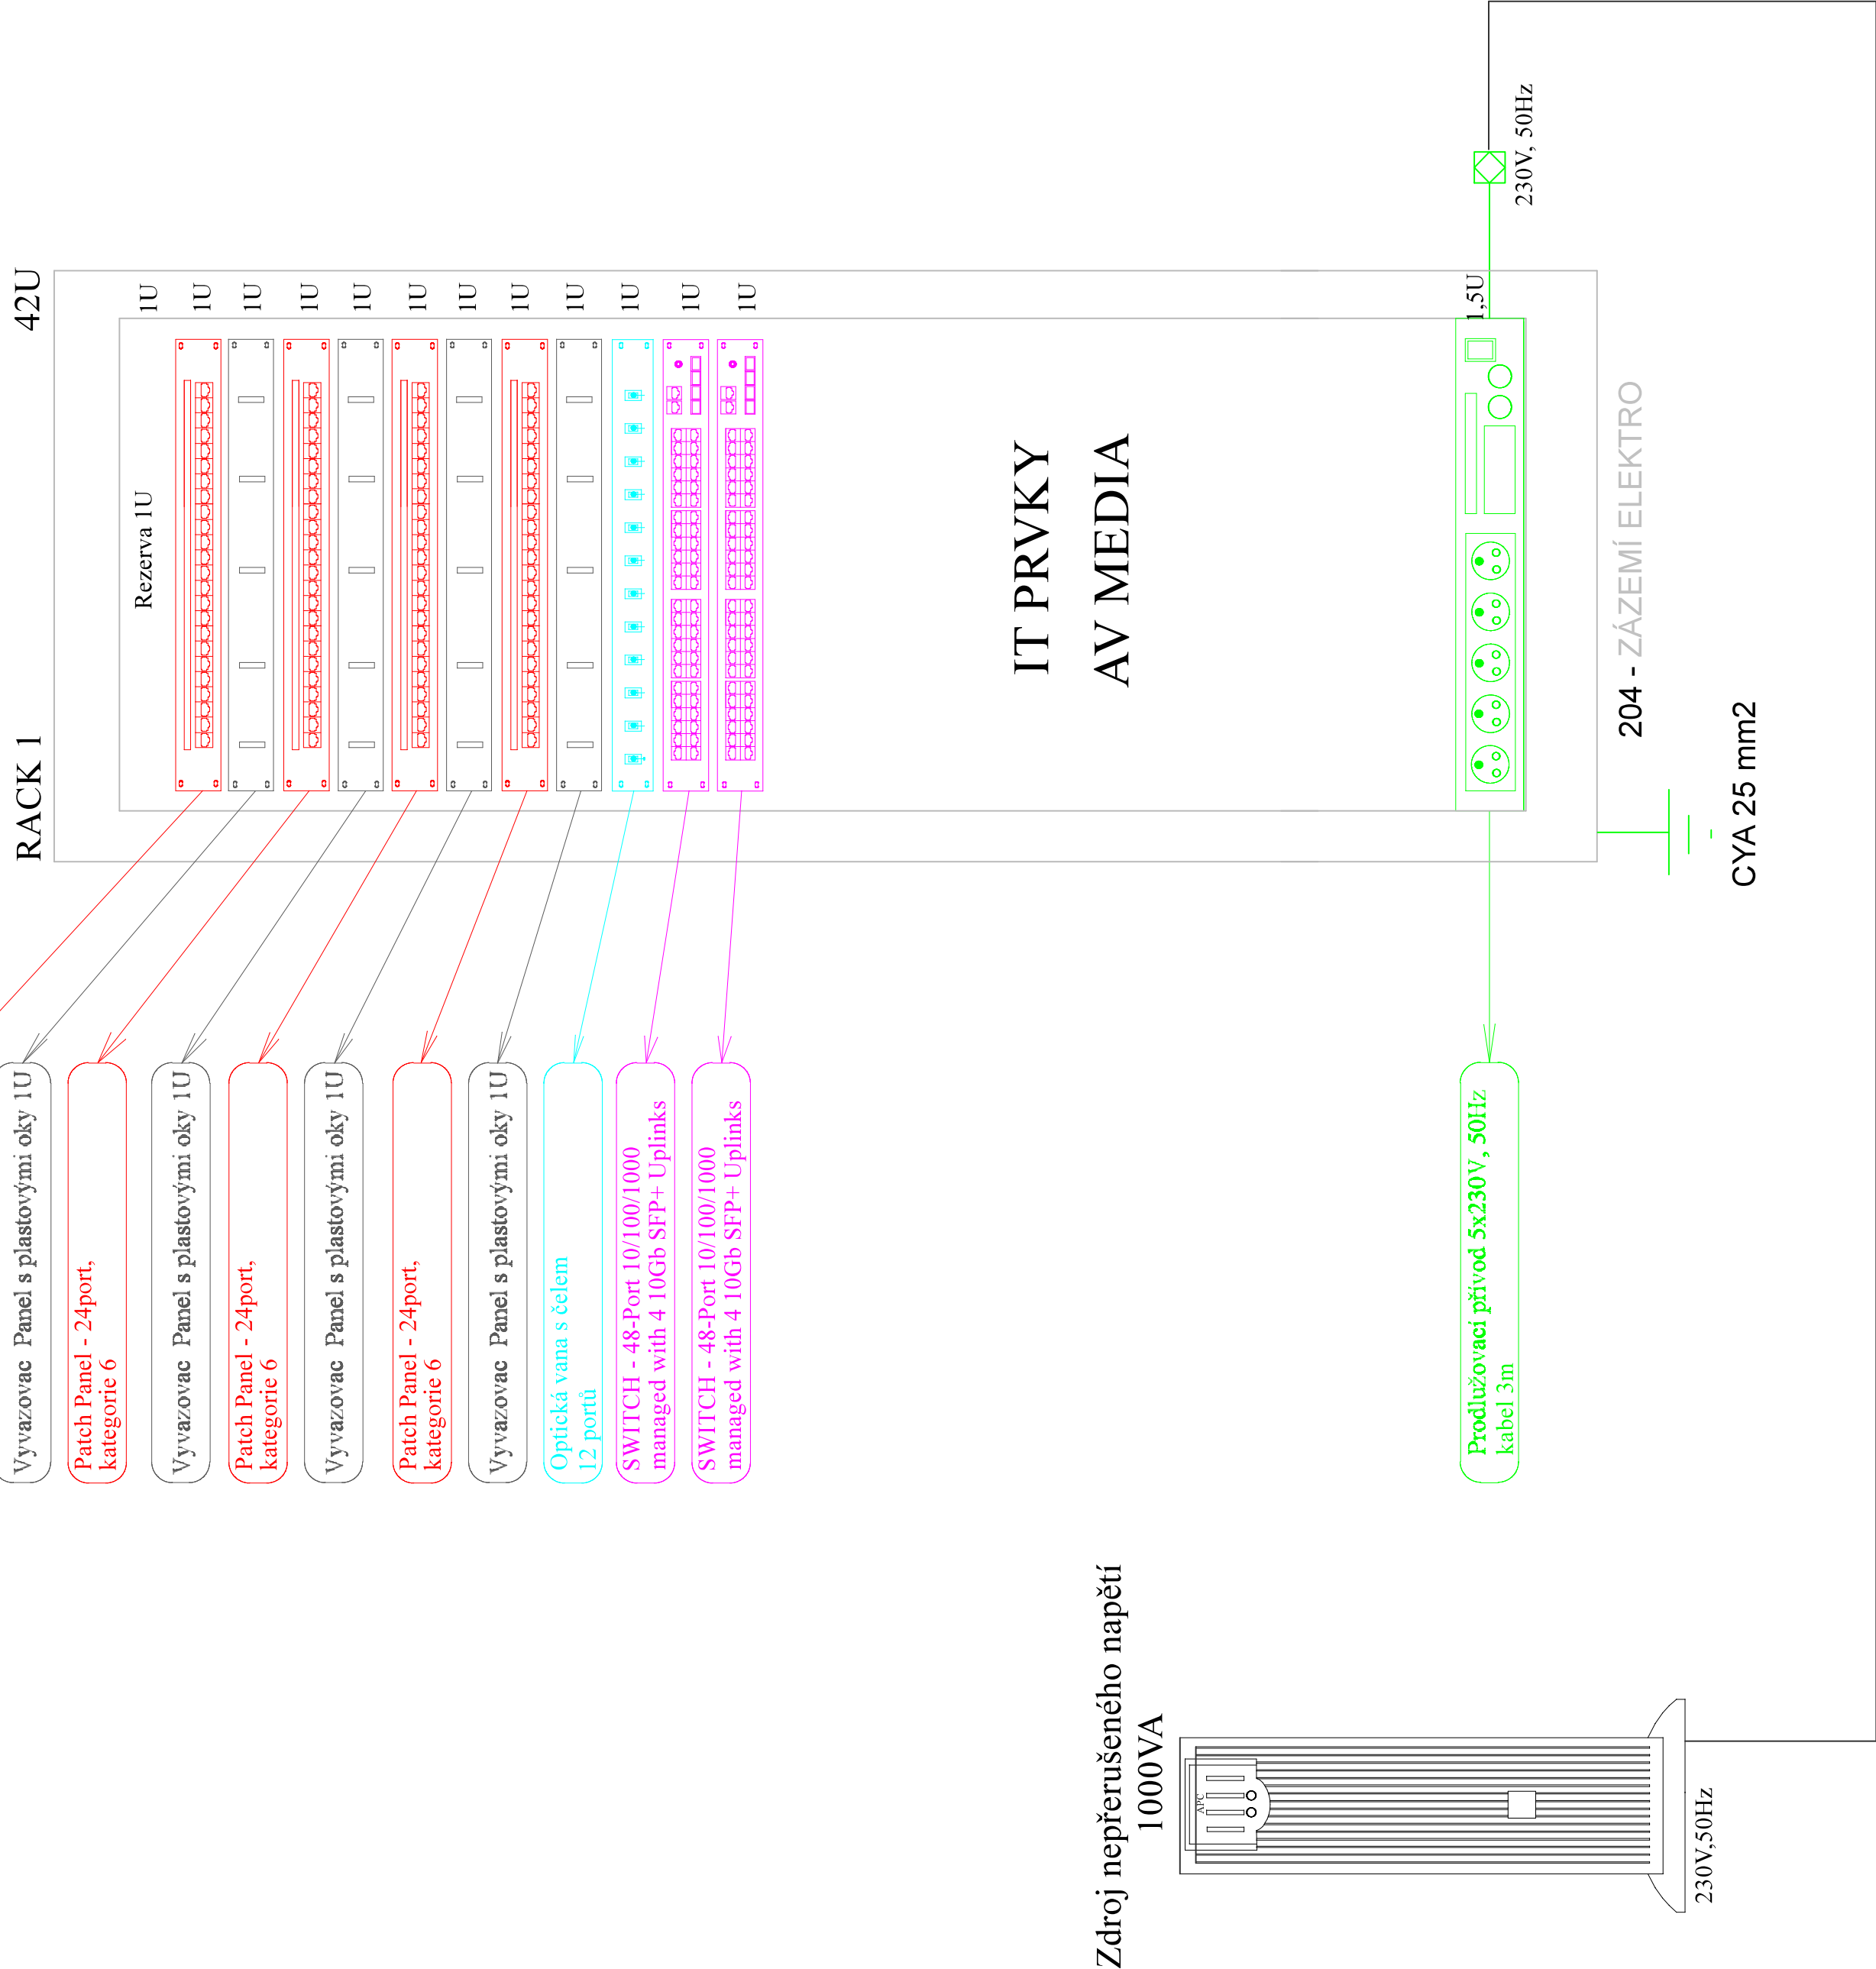 RACK 1
42U
1U
1U
1U
1U
1U
1U
1U
1U
1U
1U
1U
1U
Rezerva 1U
IT PRVKY
AV MEDIA
1,5U
230V, 50Hz
204 - ZÁZEMÍ ELEKTRO
CYA 25 mm2
Vyvazovac Panel s plastovými oky 1U
Patch Panel - 24port,
kategorie 6
Vyvazovac Panel s plastovými oky 1U
Patch Panel - 24port,
kategorie 6
Vyvazovac Panel s plastovými oky 1U
Patch Panel - 24port,
kategorie 6
Vyvazovac Panel s plastovými oky 1U
Optická vana s čelem
12 portů
SWITCH - 48-Port 10/100/1000
managed with 4 10Gb SFP+ Uplinks
SWITCH - 48-Port 10/100/1000
managed with 4 10Gb SFP+ Uplinks
Prodlužovací přívod 5x230V, 50Hz
kabel 3m
Zdroj nepřerušeného napětí
1000VA
APC
230V,50Hz